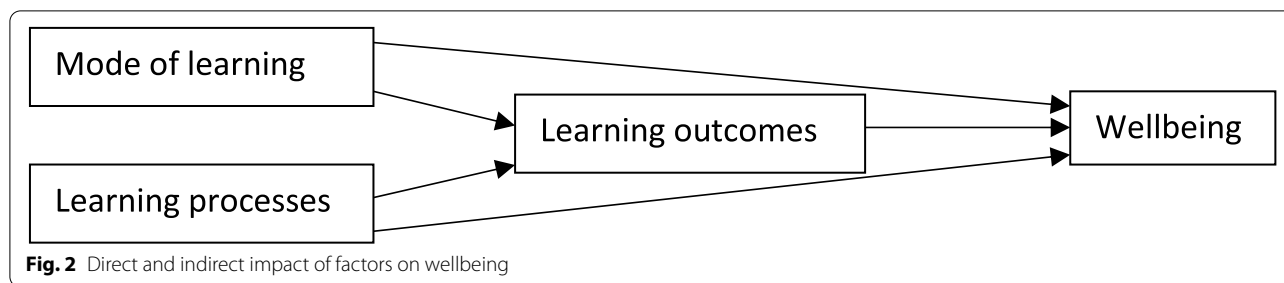 Mode of learning
Learning outcomes
Wellbeing
Learning processes
Fig. 2 Direct and indirect impact of factors on wellbeing